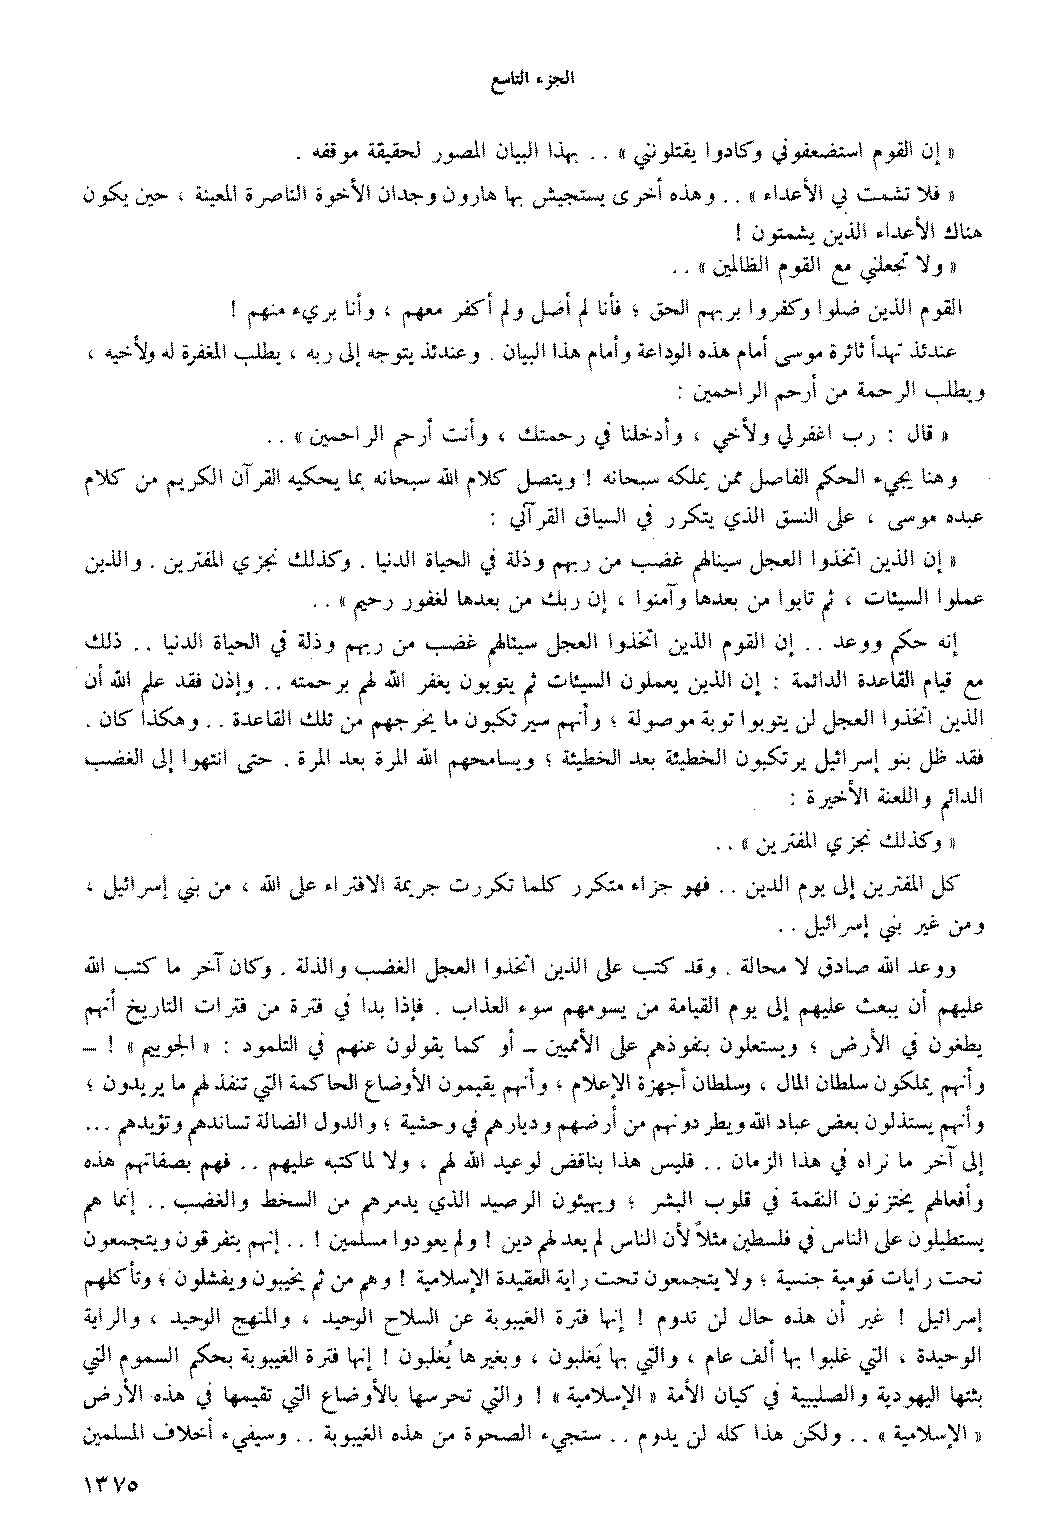 الجزء التاسع
« إن القوم استضعفوني وكادوا يقتلونني » .. بهذا البيان المصور لحقيقة موقفه .
« فلا تشمت بي الأعداء » .. وهذه أخرى يستجيش بها هارون وجدان الأخوة الناصرة المعينة ، حين يكون
هناك الأعداء الذين يشمتون !
« ولا تجعلني مع القوم الظالمين » ..
القوم الذين ضلوا وكفروا بربهم الحق ؛ فأنا لم أضل ولم أكفر معهم ، وأنا بريء منهم !
عندئذ تهدأ ثائرة موسى أمام هذه الوداعة وأمام هذا البيان . وعندئذ يتوجه إلى ربه ، يطلب المغفرة له ولأخيه ،
ويطلب الرحمة من أرحم الراحمين :
« قال : رب اغفر لي ولأخي ، وأدخلنا في رحمتك ، وأنت أرحم الراحمين » ..
وهنا يجيء الحكم الفاصل ممن يملكه سبحانه ! ويتصل كلام الله سبحانه بما يحكيه القرآن الكريم من كلام
عبده موسى ، على النسق الذي يتكرر في السياق القرآني :
« إن الذين اتخذوا العجل سينالهم غضب من ربهم وذلة في الحياة الدنيا . وكذلك نجزي المفترين . والذين
عملوا السيئات ، ثم تابوا من بعدها وآمنوا ، إن ربك من بعدها لغفور رحيم » ..
إنه حكم ووعد .. إن القوم الذين اتخذوا العجل سينالهم غضب من ربهم وذلة في الحياة الدنيا .. ذلك
مع قيام القاعدة الدائمة : إن الذين يعملون السيئات ثم يتوبون يغفر الله لهم برحمته .. وإذن فقد علم الله أن
الذين اتخذوا العجل لن يتوبوا توبة موصولة ؛ وأنهم سيرتكبون ما يخرجهم من تلك القاعدة .. وهكذا كان .
فقد ظل بنو إسرائيل يرتكبون الخطيئة بعد الخطيئة ؛ ويسامحهم الله المرة بعد المرة . حتى انتهوا إلى الغضب
الدائم واللعنة الأخيرة :
« وكذلك نجزي المفترين » ..
كل المفترين إلى يوم الدين .. فهو جزاء متكرر كلما تكررت جريمة الافتراء على الله ، من بني إسرائيل ،
ومن غير بني إسرائيل ..
ووعد الله صادق لا محالة . وقد كتب على الذين اتخذوا العجل الغضب والذلة . وكان آخر ما كتب الله
عليهم أن يبعث عليهم إلى يوم القيامة من يسومهم سوء العذاب . فإذا بدا في فترة من فترات التاريخ أنهم
يطغون في الأرض ؛ ويستعلون بنفوذهم على الأمميين – أو كما يقولون عنهم في التلمود : « الجوييم » ! –
وأنهم يملكون سلطان المال ، وسلطان أجهزة الإعلام ؛ وأنهم يقيمون الأوضاع الحاكمة التي تنفذ لهم ما يريدون ؛
وأنهم يستذلون بعض عباد الله ويطردونهم من أرضهم وديارهم في وحشية ؛ والدول الضالة تساندهم وتؤيدهم ...
إلى آخر ما نراه في هذا الزمان .. فليس هذا بناقض لوعيد الله لهم ، ولا لما كتبه عليهم .. فهم بصفاتهم هذه
وأفعالهم يختزنون النقمة في قلوب البشر ؛ ويهيئون الرصيد الذي يدمرهم من السخط والغضب .. إنما هم
يستطيلون على الناس في فلسطين مثلاً لأن الناس لم يعد لهم دين ! ولم يعودوا مسلمين ! .. إنهم يتفرقون ويتجمعون
تحت رايات قومية جنسية ؛ ولا يتجمعون تحت راية العقيدة الإسلامية ! وهم من ثم يخيبون ويفشلون ؛ وتأكلهم
إسرائيل ! غير أن هذه حال لن تدوم ! إنها فترة الغيبوبة عن السلاح الوحيد ، والمنهج الوحيد ، والراية
الوحيدة ، التي غلبوا بها ألف عام ، والتي بها يَغلبون ، وبغيرها يُغلبون ! إنها فترة الغيبوبة بحكم السموم التي
بثتها اليهودية والصليبية في كيان الأمة « الإسلامية » ! والتي تحرسها بالأوضاع التي تقيمها في هذه الأرض
« الإسلامية » .. ولكن هذا كله لن يدوم .. ستجيء الصحوة من هذه الغيبوبة .. وسيفيء أخلاف المسلمين
١٣٧٥